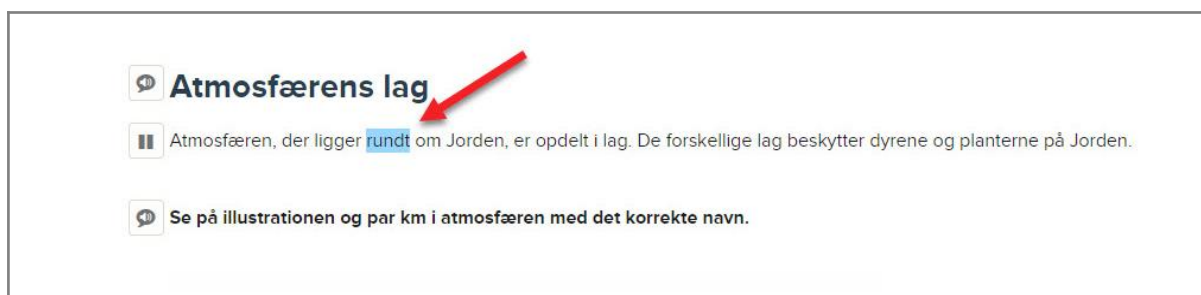 Atmosfærens lag
Atmosfæren, der ligger rundt om Jorden, er opdelt i lag. De forskellige lag beskytter dyrene og planterne på Jorden.
Se på illustrationen og par km i atmosfæren med det korrekte navn.